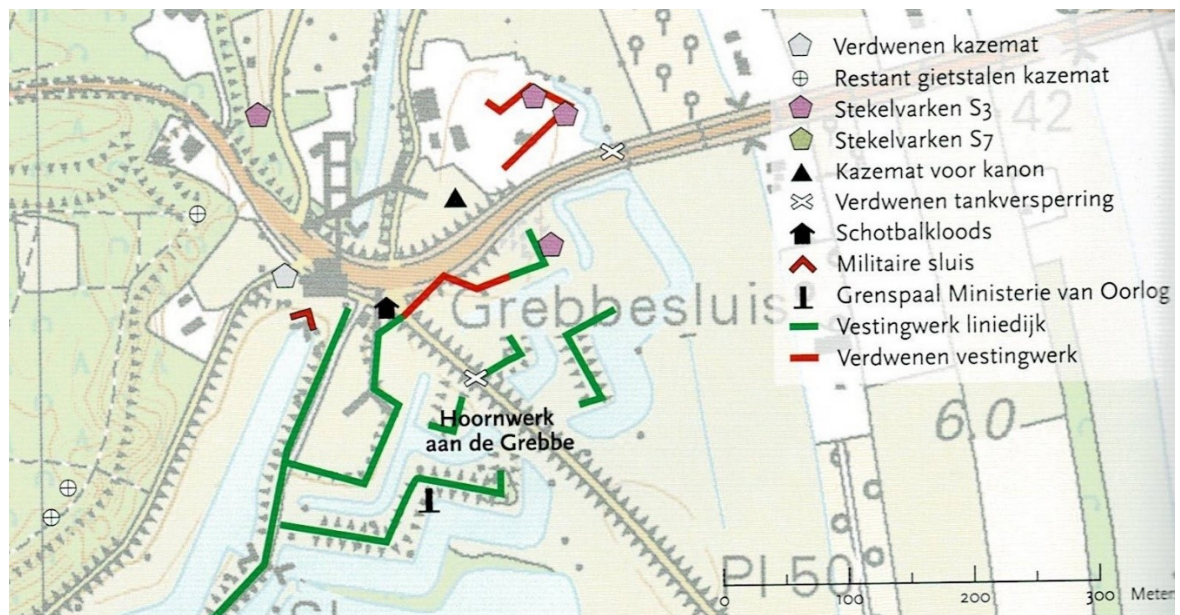 Verdwenen kazemat
Restant gietstalen kazemat
Stekelvarken S3
Stekelvarken S7
Kazemat voor kanon
Verdwenen tankversperring
Schotbalkloods
Militaire sluis
Grenspaal Ministerie van Oorlog
Vestingwerk liniedijk
Verdwenen vestingwerk
42
Grebbesluis
Hoornwerk
aan de Grebbe
6.0
Pl 50
0 100 200 300 Meten